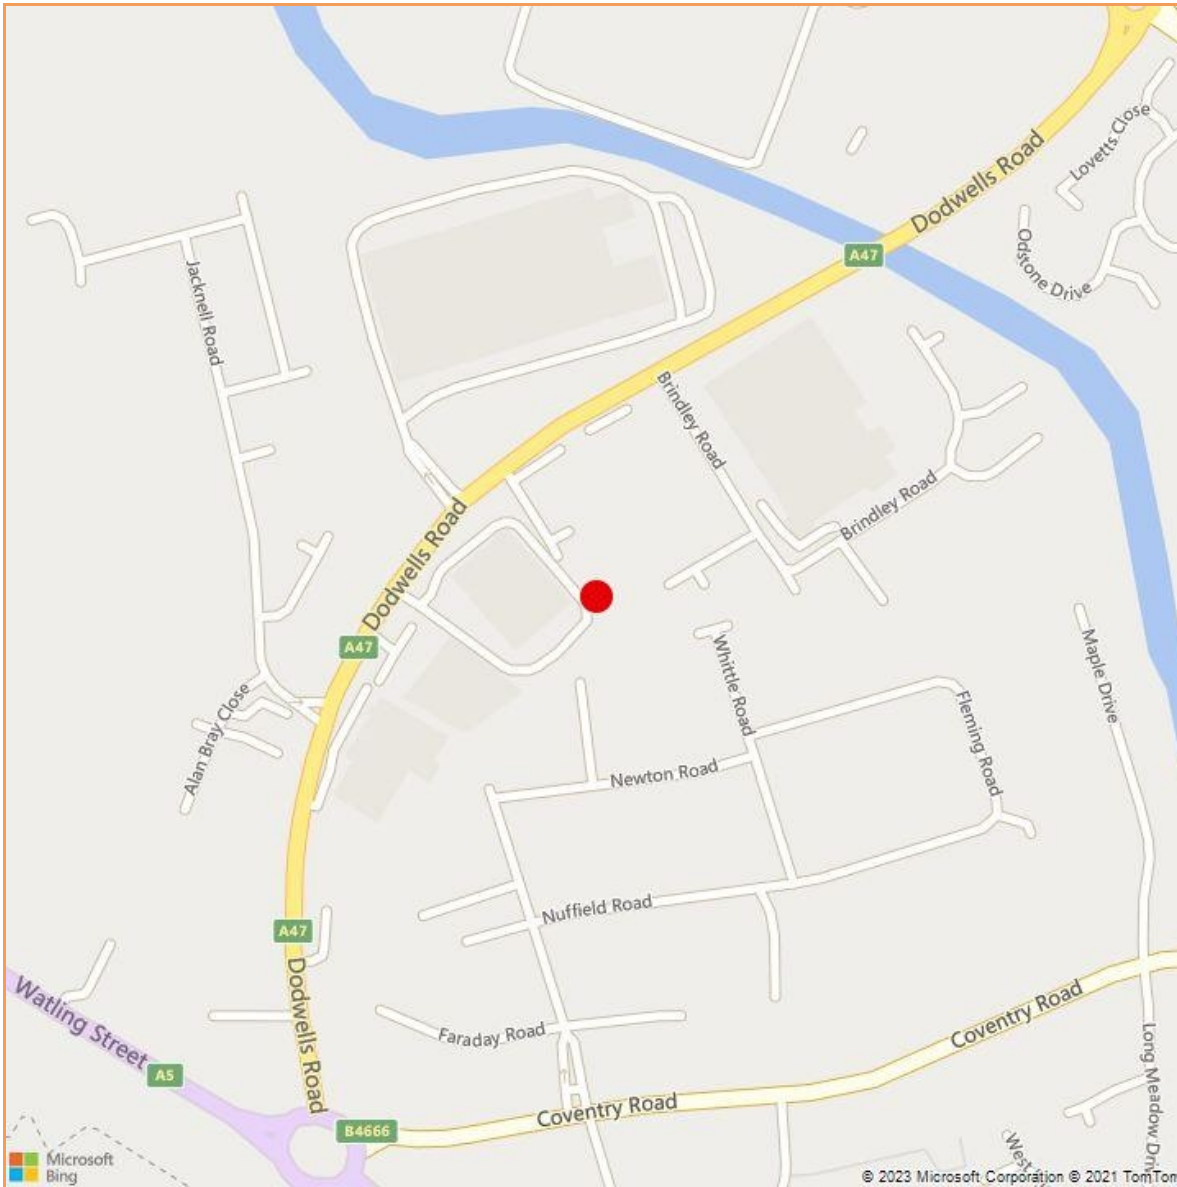 Lovetts Close
Dodwells Road
A47
Odstone Drive
Jacknell Road
Brindley Road
Brindley Road
Dodwells Road
A47
Whittle Road
Maple Drive
Alan Bray Close
Fleming Road
Newton Road
Nuffield Road
A47
Dodwells Road
Watling Street
Coventry Road
Faraday Road
A5
Long Meadow Driv
Coventry Road
B4666
West
Microsoft
Bing
© 2023 Microsoft Corporation © 2021 TomTom